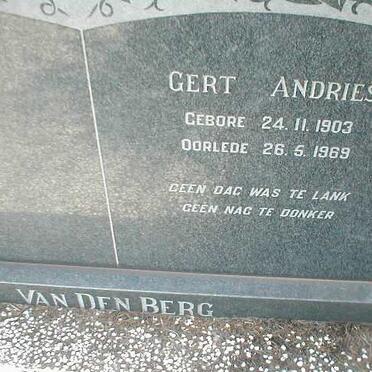 GERT ANDRIES
GEBORE 24.11.1903
OORLEDE 26.5.1969
GEEN DAG WAS TE LANK
GEEN NAG TE DONKER
VAN DEN BERG